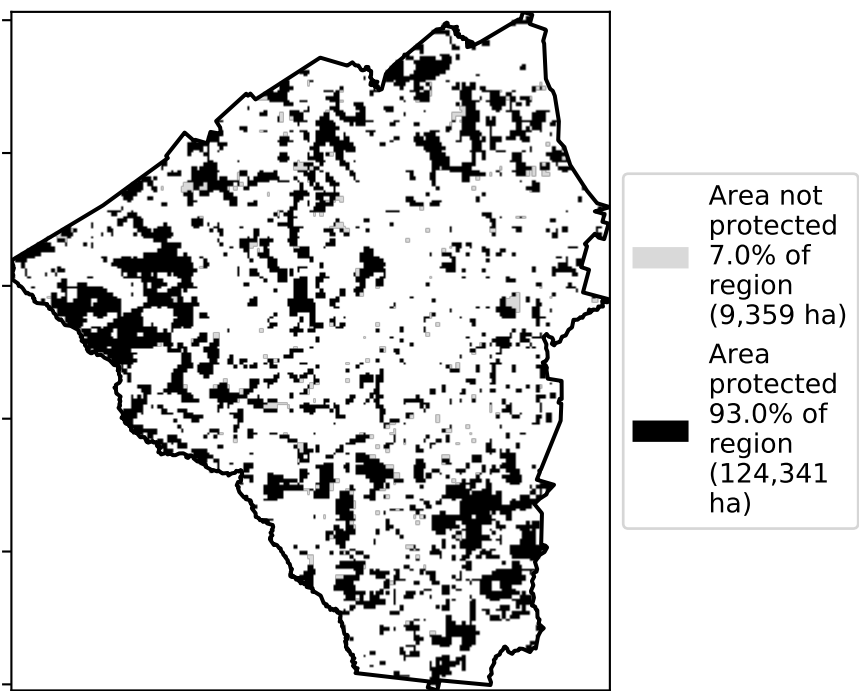 Area not
protected
7.0% of
region
(9,359 ha)
Area
protected
93.0% of
region
(124,341
ha)